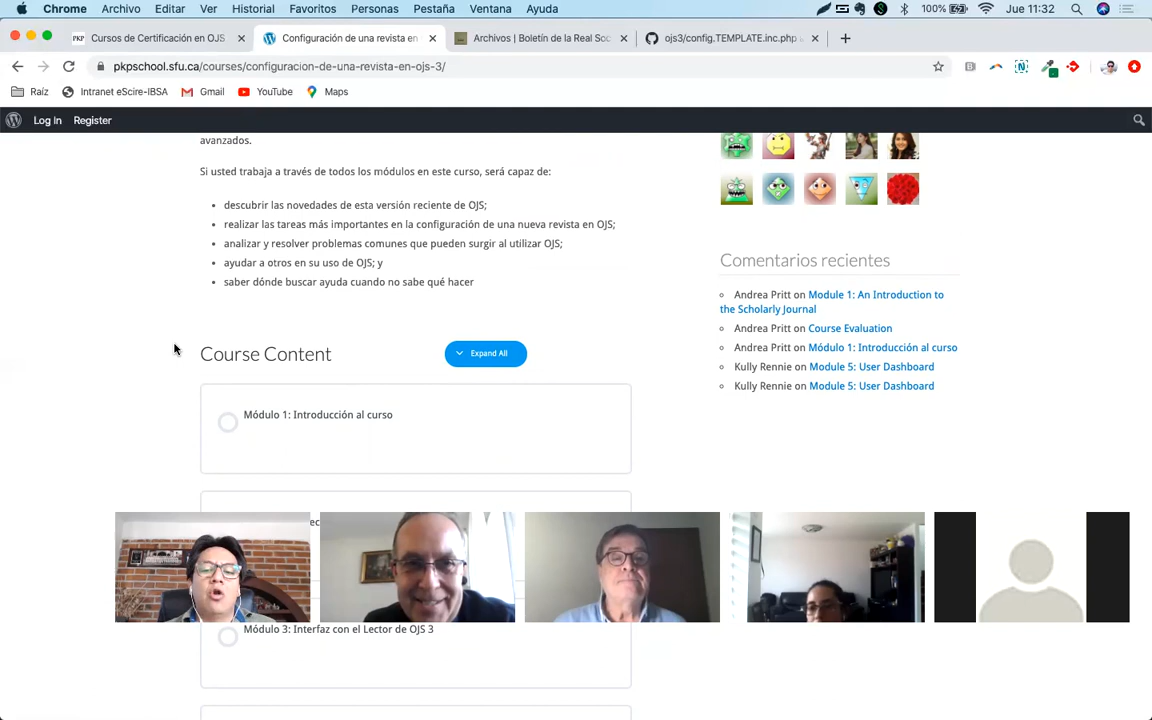 Chrome Archivo Editar Ver Historial Favoritos Personas Pestaña Ventana Ayuda 100% Jue 11:32
Cursos de Certificación en OJS Configuración de una revista en Archivos | Boletín de la Real Soc ojs3/config.TEMPLATE.inc.php
pkpschool.sfu.ca/courses/configuracion-de-una-revista-en-ojs-3/
Raíz Intranet eScire-IBSA Gmail YouTube Maps
Log In Register
avanzados.
Si usted trabaja a través de todos los módulos en este curso, será capaz de:
descubrir las novedades de esta versión reciente de OJS;
realizar las tareas más importantes en la configuración de una nueva revista en OJS;
analizar y resolver problemas comunes que pueden surgir al utilizar OJS;
ayudar a otros en su uso de OJS; y
saber dónde buscar ayuda cuando no sabe qué hacer
Course Content
Expand All
Módulo 1: Introducción al curso
Módulo 3: Interfaz con el Lector de OJS 3
Comentarios recientes
Andrea Pritt on Module 1: An Introduction to
the Scholarly Journal
Andrea Pritt on Course Evaluation
Andrea Pritt on Módulo 1: Introducción al curso
Kully Rennie on Module 5: User Dashboard
Kully Rennie on Module 5: User Dashboard